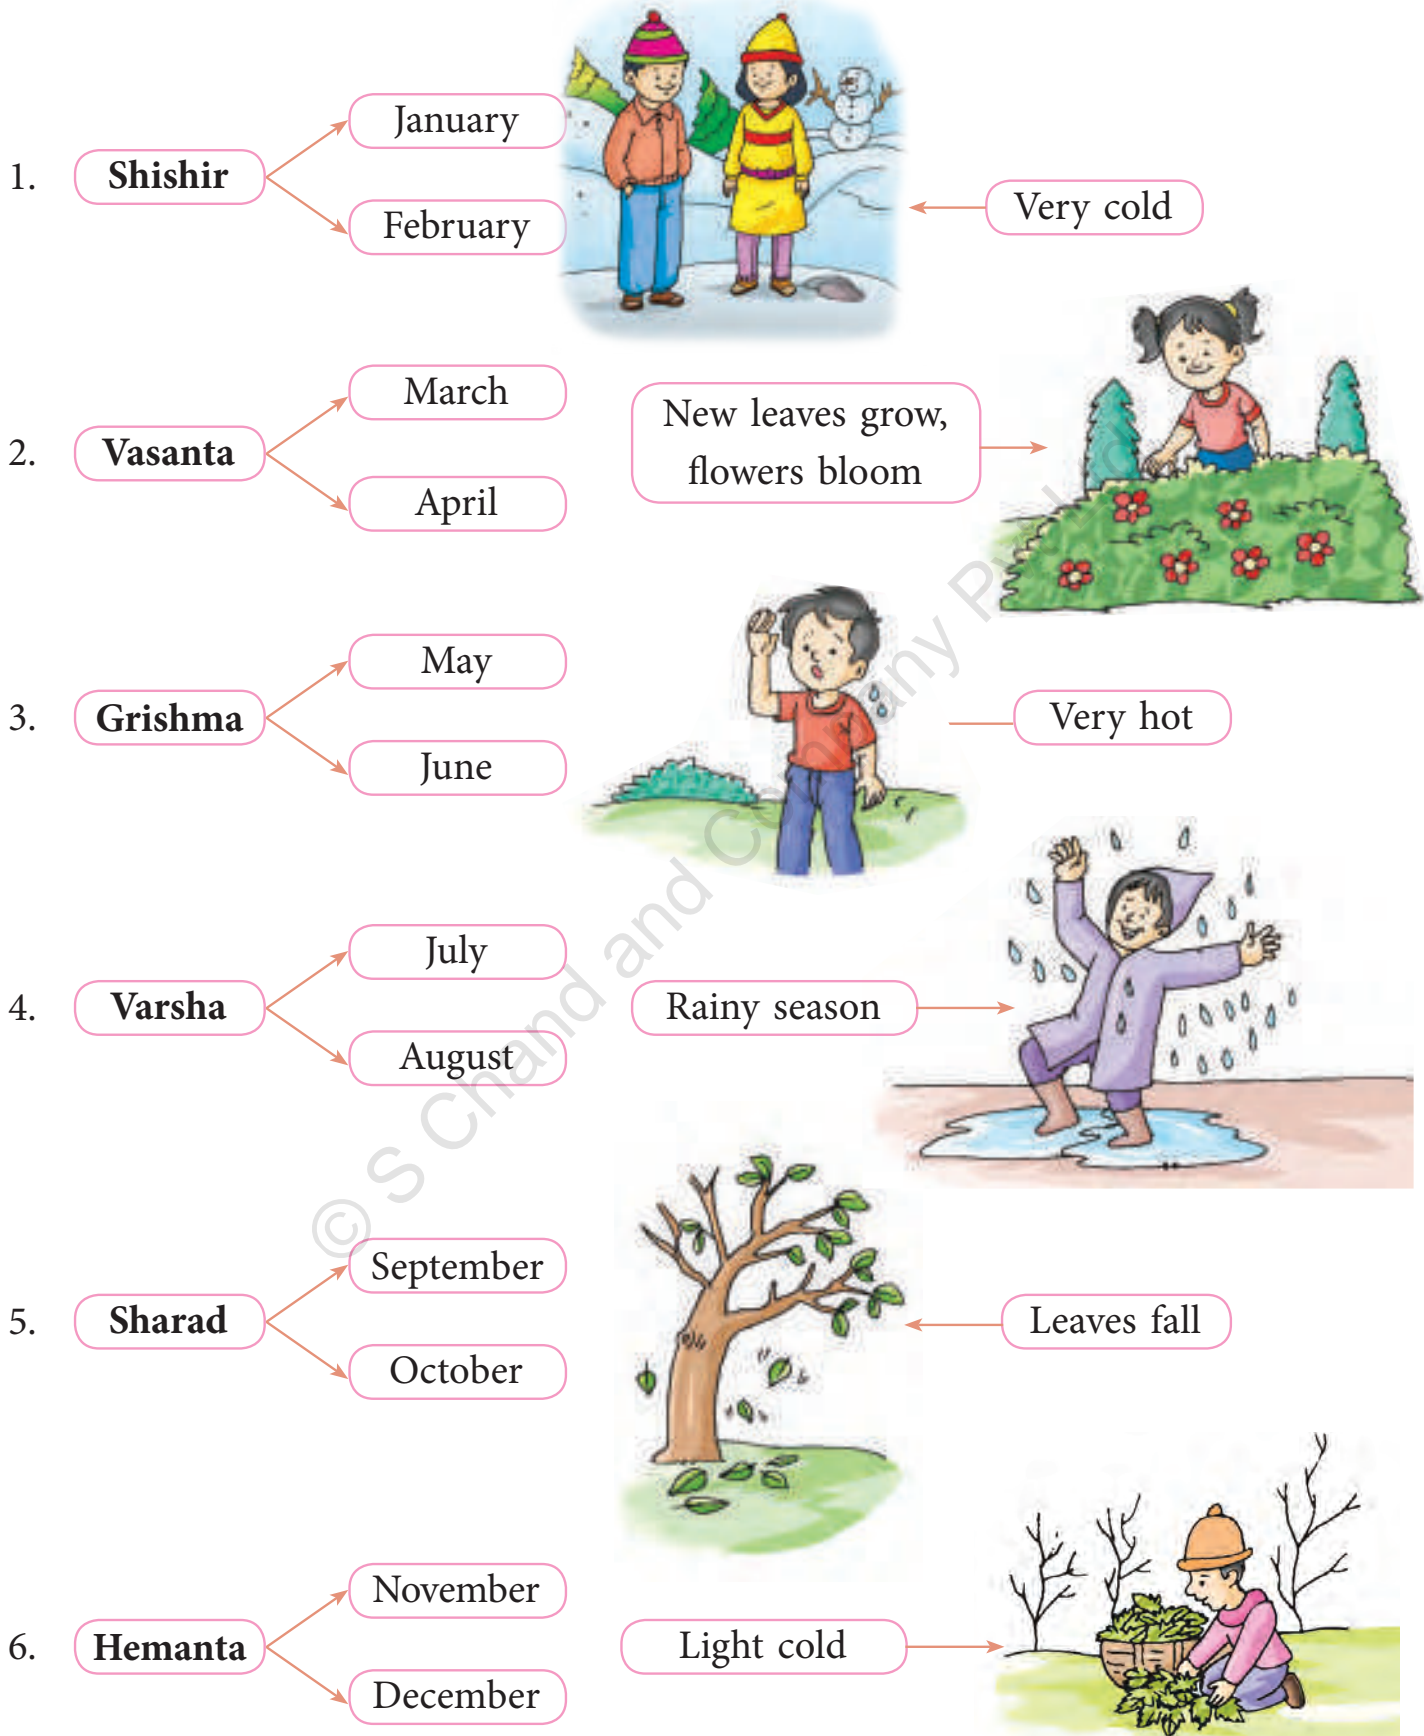 1.
Shishir
January
February
Very cold
2.
Vasanta
March
April
New leaves grow,
flowers bloom
3.
Grishma
May
June
Very hot
4.
Varsha
July
August
Rainy season
5.
Sharad
September
October
Leaves fall
6.
Hemanta
November
December
Light cold
© S Chand and Company Pvt Ltd